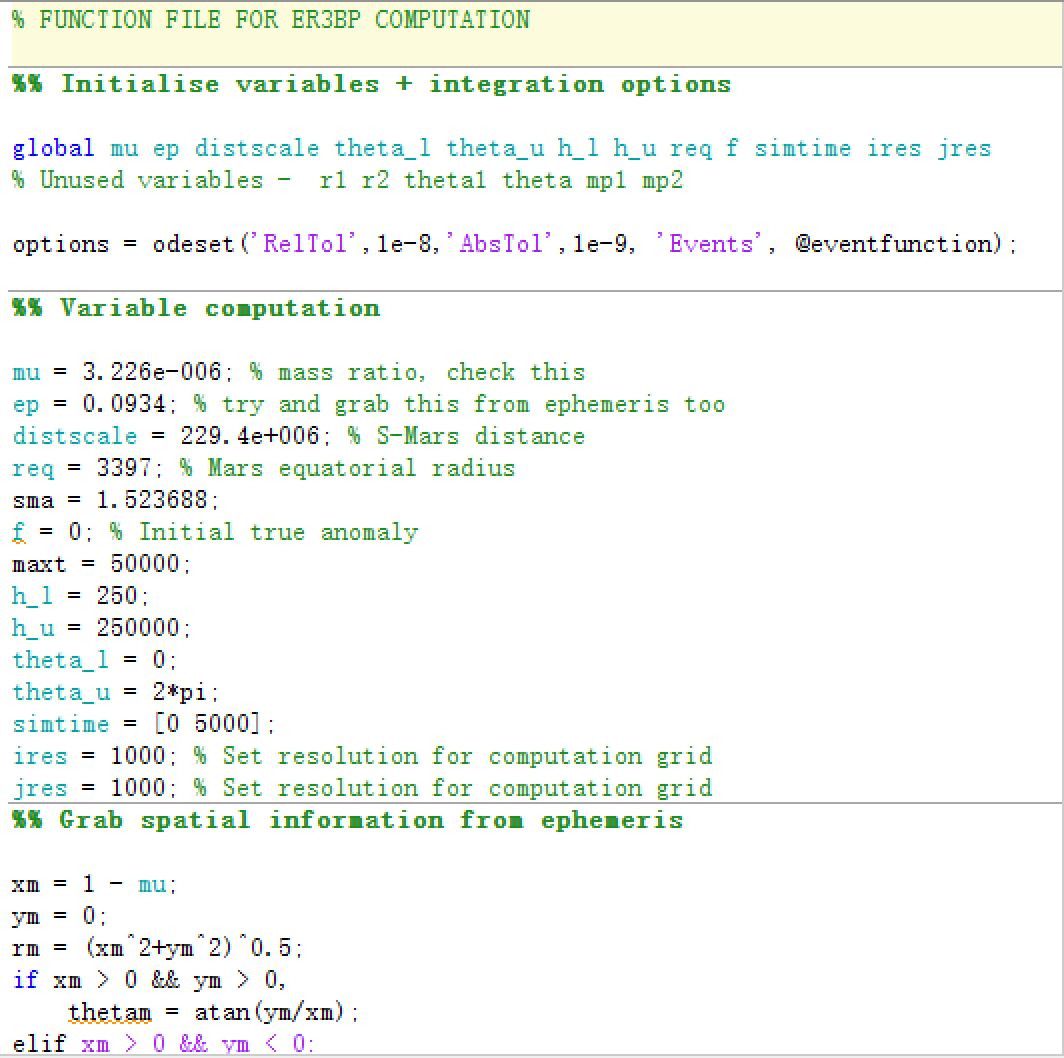 % FUNCTION FILE FOR ER3BP COMPUTATION
%% Initialise variables + integration options
global mu ep distscale theta_l theta_u h_l h_u req f simtime ires jres
% Unused variables -  r1 r2 theta1 theta mp1 mp2
options = odeset('RelTol',1e-8,'AbsTol',1e-9, 'Events', @eventfunction);
%% Variable computation
mu = 3.226e-006; % mass ratio, check this
ep = 0.0934; % try and grab this from ephemeris too
distscale = 229.4e+006; % S-Mars distance
req = 3397; % Mars equatorial radius
sma = 1.523688;
f = 0; % Initial true anomaly
maxt = 50000;
h_l = 250;
h_u = 250000;
theta_l = 0;
theta_u = 2*pi;
simtime = [0 5000];
ires = 1000; % Set resolution for computation grid
jres = 1000; % Set resolution for computation grid
%% Grab spatial information from ephemeris
xm = 1 - mu;
ym = 0;
rm = (xm^2+ym^2)^0.5;
if xm > 0 && ym > 0,
    thetam = atan(ym/xm);
elif xm > 0 && ym < 0: